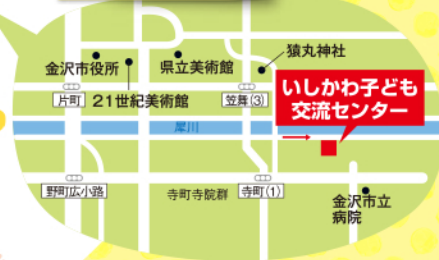 猿丸神社
金沢市役所
県立美術館
いしかわ子ども
交流センター
片町
21世紀美術館
笠舞(3)
犀川
野町広小路
寺町寺院群
寺町(1)
金沢市立
病院